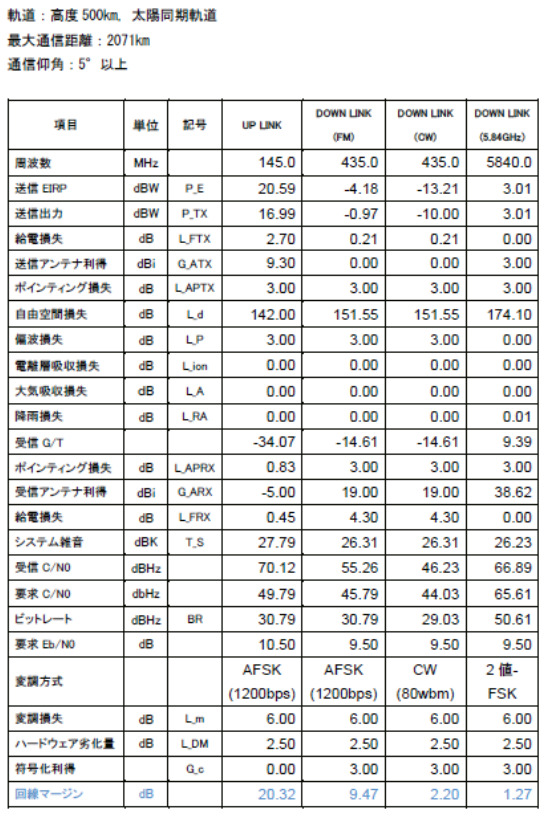 軌道：高度 500km, 太陽同期軌道
最大通信距離：2071km
通信仰角：5° 以上
項目 単位 記号 UP LINK DOWN LINK (FM) DOWN LINK (CW) DOWN LINK (5.84GHz)
周波数 MHz 145.0 435.0 435.0 5840.0
送信 EIRP dBW P_E 20.59 -4.18 -13.21 3.01
送信出力 dBW P_TX 16.99 -0.97 -10.00 3.01
給電損失 dB L_FTX 2.70 0.21 0.21 0.00
送信アンテナ利得 dBi G_ATX 9.30 0.00 0.00 3.00
ポインティング損失 dB L_APTX 3.00 3.00 3.00 3.00
自由空間損失 dB L_d 142.00 151.55 151.55 174.10
偏波損失 dB L_P 3.00 3.00 3.00 0.00
電離層吸収損失 dB L_ion 0.00 0.00 0.00 0.00
大気吸収損失 dB L_A 0.00 0.00 0.00 0.00
降雨損失 dB L_RA 0.00 0.00 0.00 0.01
受信 G/T -34.07 -14.61 -14.61 9.39
ポインティング損失 dB L_APRX 0.83 3.00 3.00 3.00
受信アンテナ利得 dBi G_ARX -5.00 19.00 19.00 38.62
給電損失 dB L_FRX 0.45 4.30 4.30 0.00
システム雑音 dBK T_S 27.79 26.31 26.31 26.23
受信 C/N0 dBHz 70.12 55.26 46.23 66.89
要求 C/N0 dbHz 49.79 45.79 44.03 65.61
ビットレート dBHz BR 30.79 30.79 29.03 50.61
要求 Eb/N0 dB 10.50 9.50 9.50 9.50
変調方式 AFSK (1200bps) AFSK (1200bps) CW (80wbm) 2 値-FSK
変調損失 dB L_m 6.00 6.00 6.00 6.00
ハードウェア劣化量 dB L_DM 2.50 2.50 2.50 2.50
符号化利得 G_c 0.00 3.00 3.00 3.00
回線マージン dB 20.32 9.47 2.20 1.27